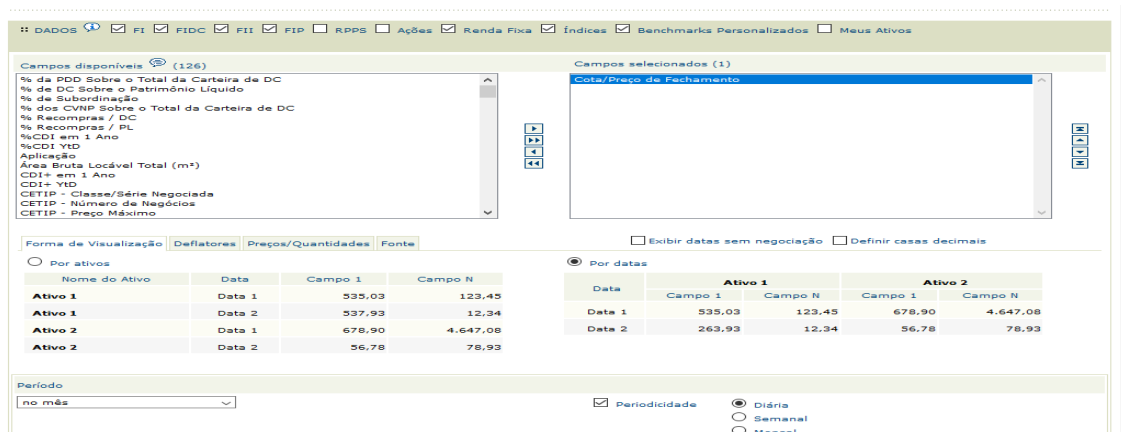 :: DADOS FI FIDC FII FIP RPPS Ações Renda Fixa Índices Benchmarks Personalizados Meus Ativos
Campos disponíveis (126)
% da PDD Sobre o Total da Carteira de DC
% de DC Sobre o Patrimônio Líquido
% de Subordinação
% dos CVNP Sobre o Total da Carteira de DC
% Recompras / DC
% Recompras / PL
%CDI em 1 Ano
%CDI YtD
Aplicação
Área Bruta Locável Total (m²)
CDI+ em 1 Ano
CDI+ YtD
CETIP - Classe/Série Negociada
CETIP - Número de Negócios
CETIP - Preço Máximo
Campos selecionados (1)
Cota/Preço de Fechamento
Forma de Visualização Deflatores Preços/Quantidades Fonte
Exibir datas sem negociação Definir casas decimais
Por ativos
Nome do Ativo Data Campo 1 Campo N
Ativo 1 Data 1 535,03 123,45
Ativo 1 Data 2 537,93 12,34
Ativo 2 Data 1 678,90 4.647,08
Ativo 2 Data 2 56,78 78,93
Por datas
Data Ativo 1 Ativo 2
Campo 1 Campo N Campo 1 Campo N
Data 1 535,03 123,45 678,90 4.647,08
Data 2 263,93 12,34 56,78 78,93
Período
no mês
Periodicidade Diária
Semanal
Mensal